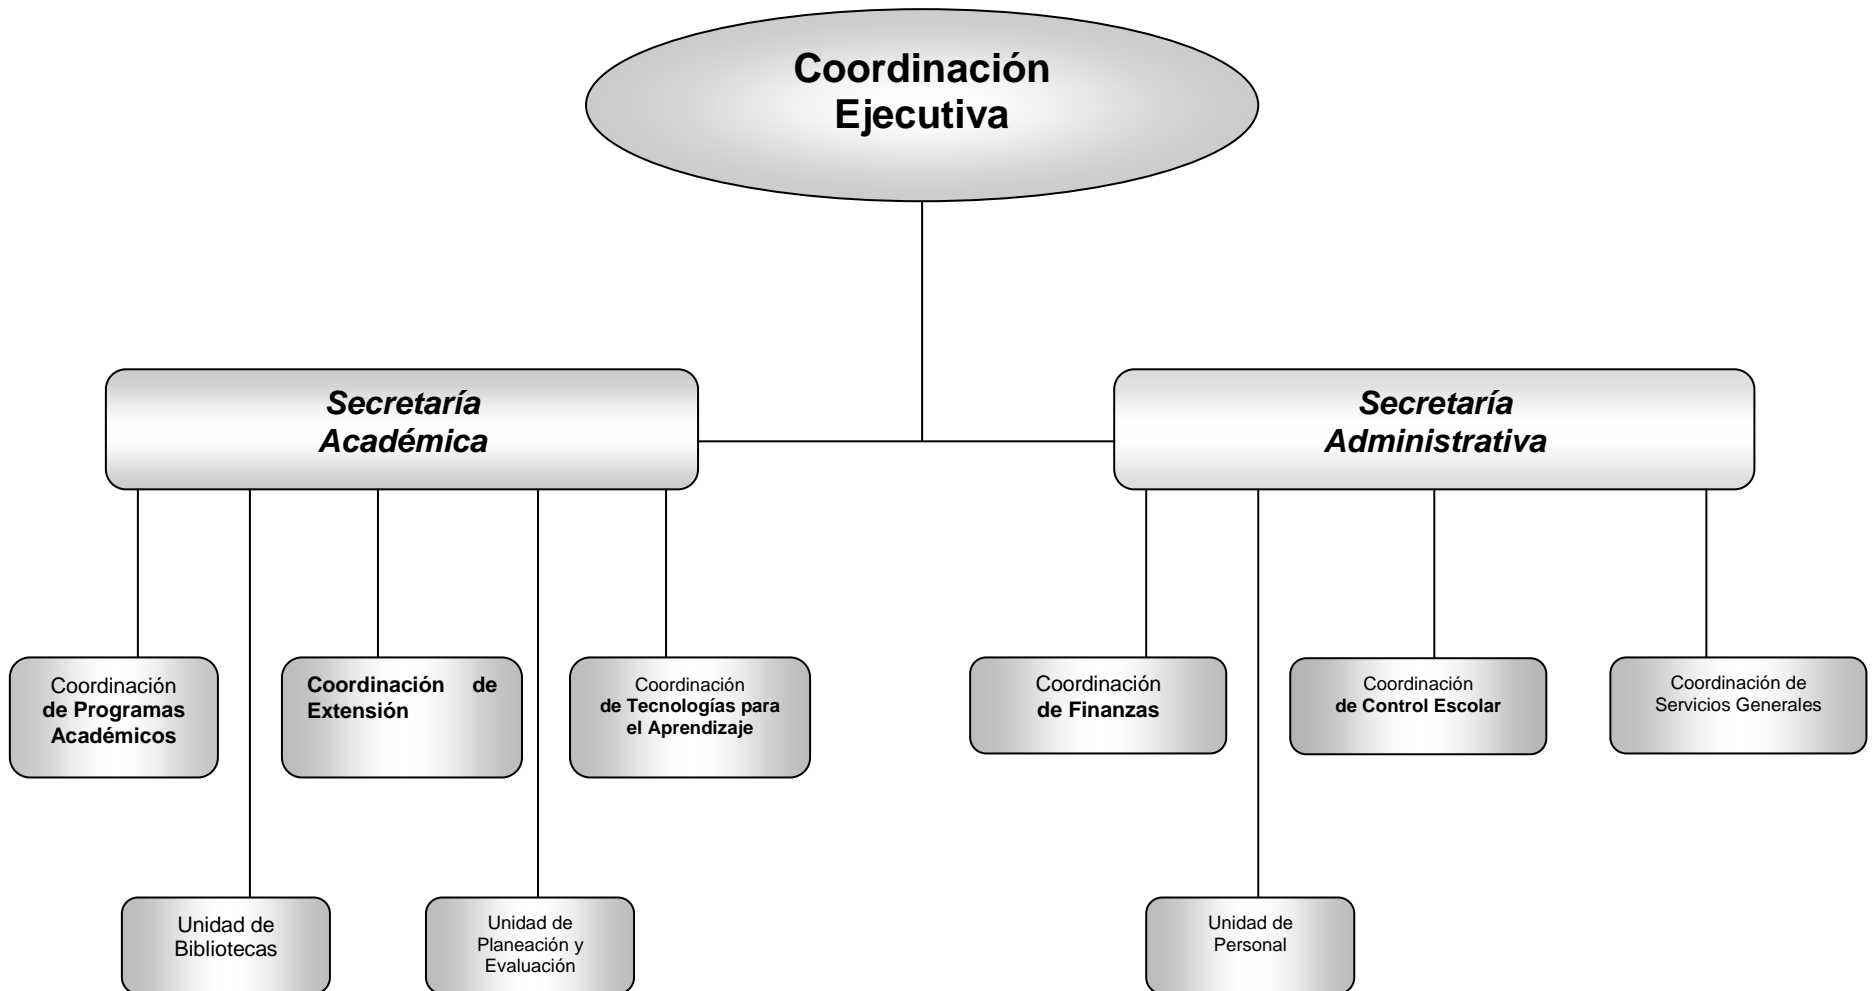 Coordinación
Ejecutiva
Secretaría
Académica
Secretaría
Administrativa
Coordinación
de Programas
Académicos
Coordinación de
Extensión
Coordinación
de Tecnologías para
el Aprendizaje
Coordinación
de Finanzas
Coordinación
de Control Escolar
Coordinación de
Servicios Generales
Unidad de
Bibliotecas
Unidad de
Planeación y
Evaluación
Unidad de
Personal